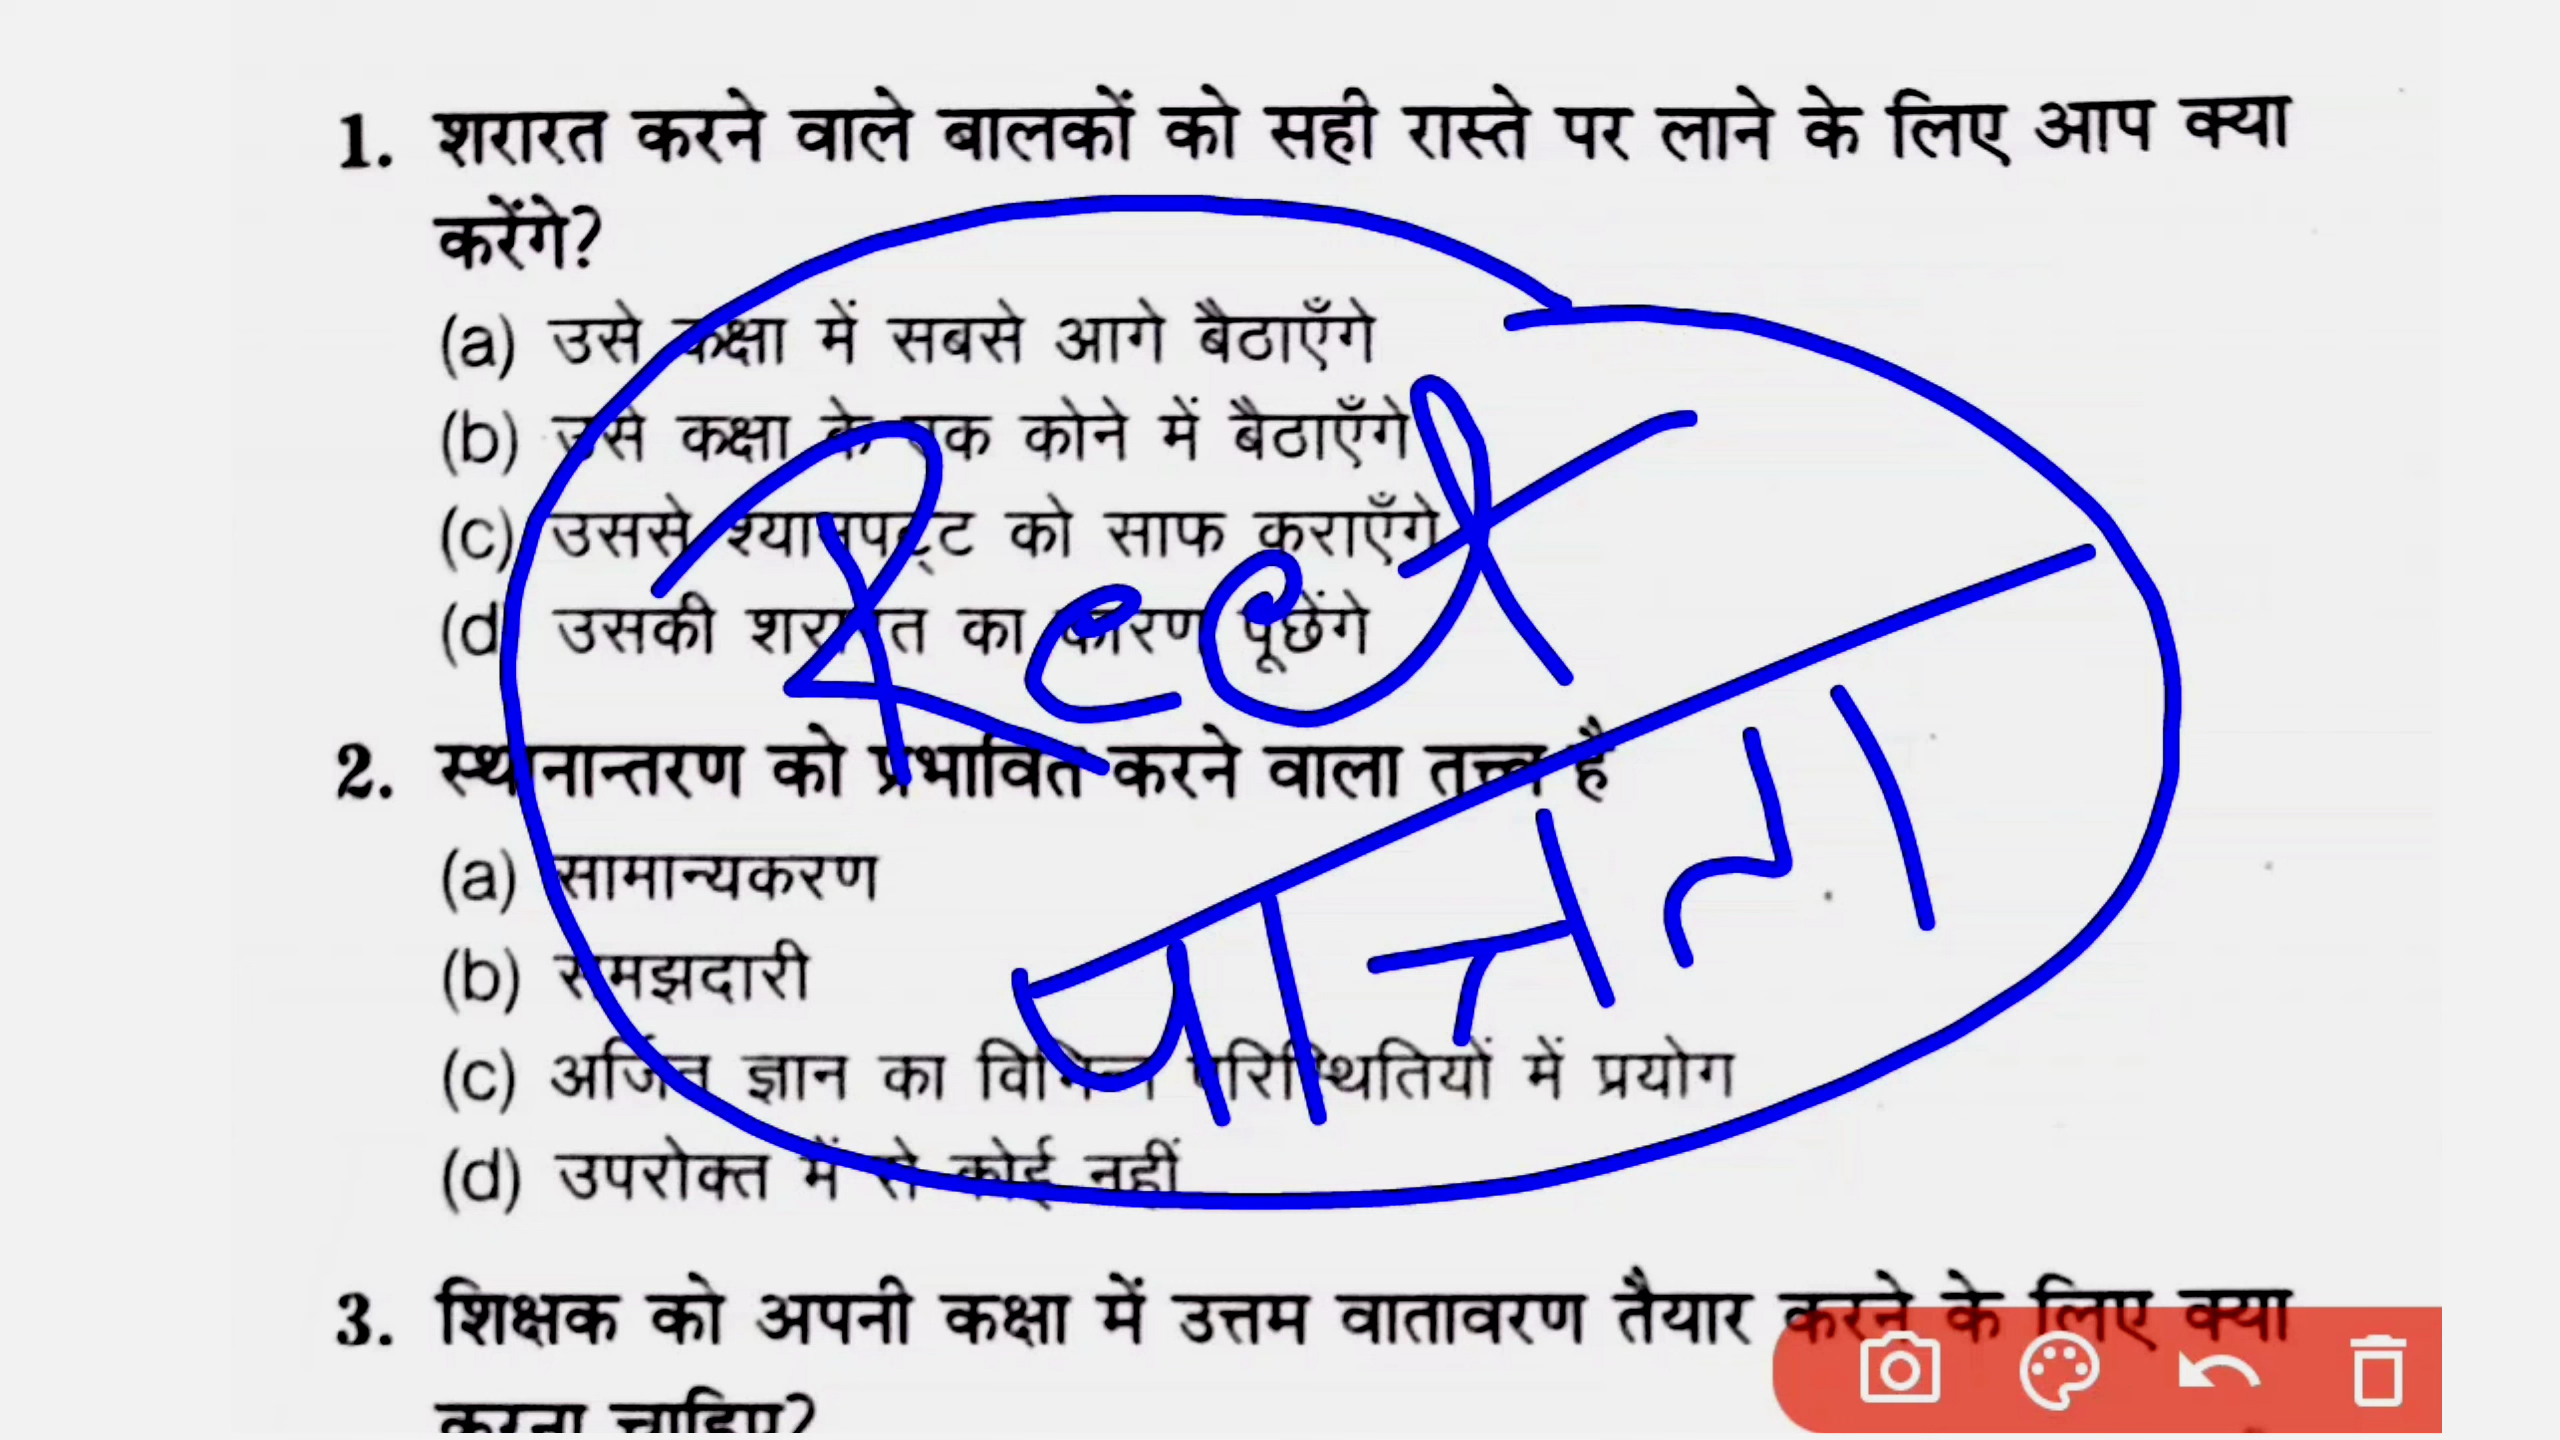 1. शरारत करने वाले बालकों को सही रास्ते पर लाने के लिए आप क्या
करेंगे?
(a) उसे कक्षा में सबसे आगे बैठाएँगे
(b) उसे कक्षा के एक कोने में बैठाएँगे
(c) उससे श्यामपट्ट को साफ कराएँगे
(d) उसकी शरारत का कारण पूछेंगे
Reet
पात्रता
2. स्थानान्तरण को प्रभावित करने वाला तत्त्व है
(a) सामान्यकरण
(b) समझदारी
(c) अर्जित ज्ञान का विभिन्न परिस्थितियों में प्रयोग
(d) उपरोक्त में से कोई नहीं
3. शिक्षक को अपनी कक्षा में उत्तम वातावरण तैयार करने के लिए क्या
करना चाहिए?